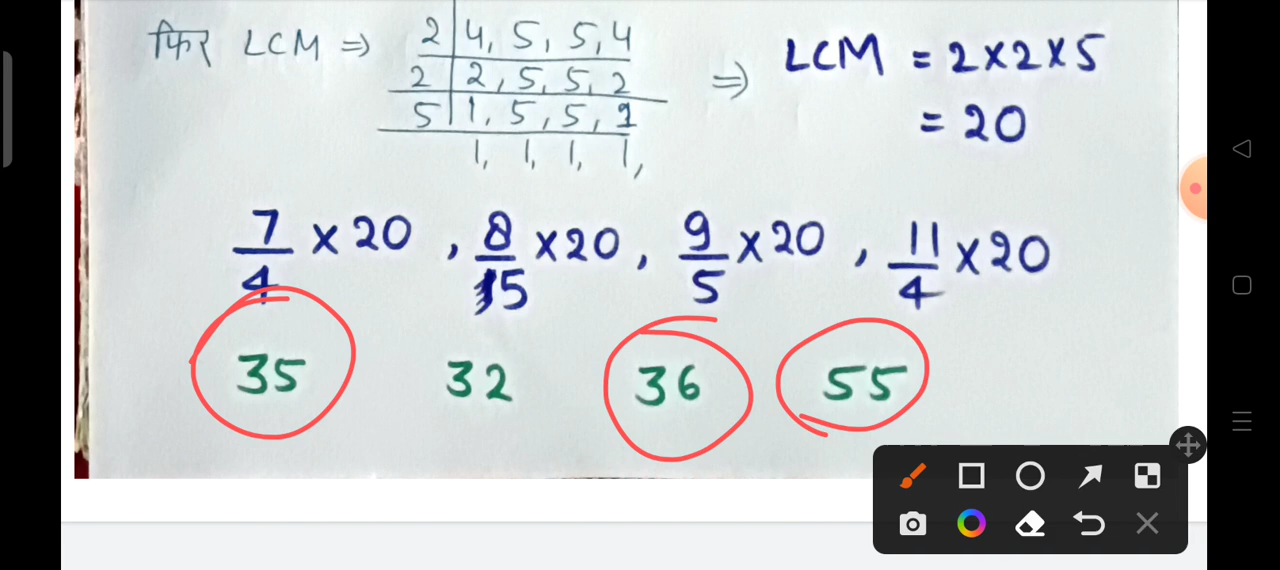 फिर LCM ⇒ 2 | 4, 5, 5, 4
2 | 2, 5, 5, 2
5 | 1, 5, 5, 1
1, 1, 1, 1,
⇒ LCM = 2×2×5
= 20
7/4 × 20, 8/5 × 20, 9/5 × 20, 11/4 × 20
35 32 36 55